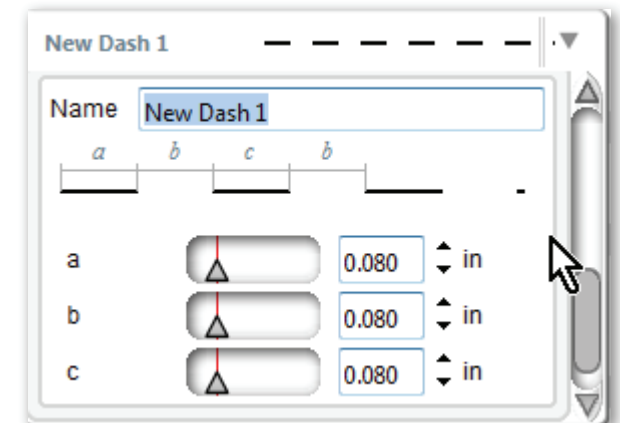 New Dash 1
Name New Dash 1
a b c b
a 0.080 in
b 0.080 in
c 0.080 in